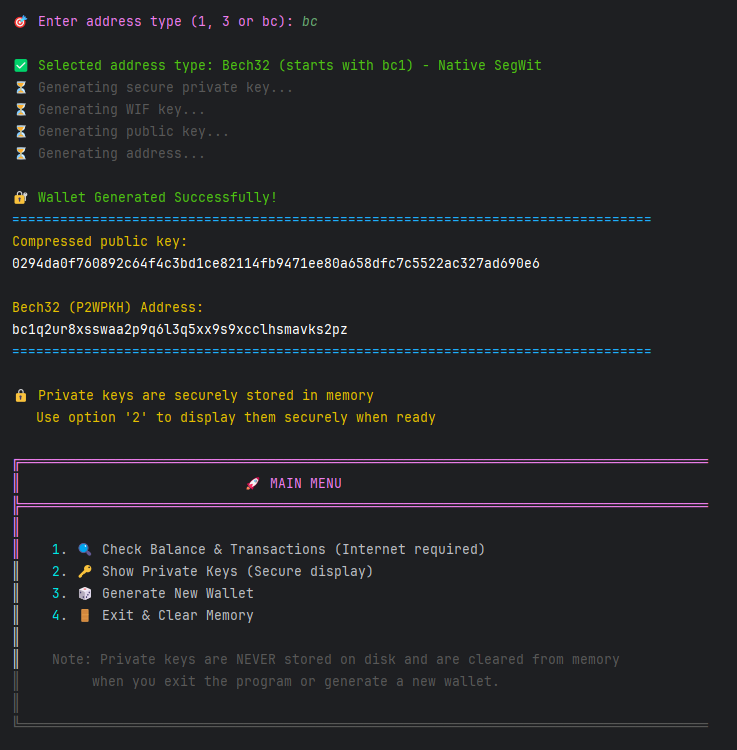 🎯 Enter address type (1, 3 or bc): bc
✅ Selected address type: Bech32 (starts with bc1) - Native SegWit
⏳ Generating secure private key...
⏳ Generating WIF key...
⏳ Generating public key...
⏳ Generating address...
🔐 Wallet Generated Successfully!
================================================================================
Compressed public key:
0294da0f760892c64f4c3bd1ce82114fb9471ee80a658dfc7c5522ac327ad690e6
Bech32 (P2WPKH) Address:
bc1q2ur8xsswaa2p9q6l3q5xx9s9xcclhsmavks2pz
================================================================================
🔒 Private keys are securely stored in memory
Use option '2' to display them securely when ready
🚀 MAIN MENU
1. 🔍 Check Balance & Transactions (Internet required)
2. 🔑 Show Private Keys (Secure display)
3. 🎲 Generate New Wallet
4. 🚪 Exit & Clear Memory
Note: Private keys are NEVER stored on disk and are cleared from memory
when you exit the program or generate a new wallet.